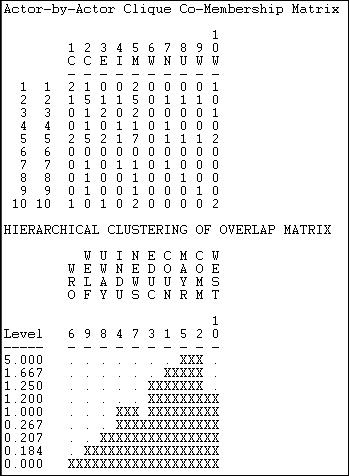 Actor-by-Actor Clique Co-Membership Matrix
1
1 2 3 4 5 6 7 8 9 0
C C E I M W N U W W
- - - - - - - - - -
1 1 2 1 0 0 2 0 0 0 0 1
2 2 1 5 1 1 5 0 1 1 1 0
3 3 0 1 2 0 2 0 0 0 0 1
4 4 0 1 0 1 1 0 1 0 0 0
5 5 2 5 2 1 7 0 1 1 1 2
6 6 0 0 0 0 0 0 0 0 0 0
7 7 0 1 0 1 1 0 1 0 0 0
8 8 0 1 0 0 1 0 0 1 0 0
9 9 0 1 0 0 1 0 0 0 1 0
10 10 1 0 1 0 2 0 0 0 0 2
HIERARCHICAL CLUSTERING OF OVERLAP MATRIX
W U I N E C M C W
W E W N E D O A O E
R L A D W U U Y M S
O F Y U S C N R M T
1
Level 6 9 8 4 7 3 1 5 2 0
----- - - - - - - - - - -
5.000 . . . . . . . XXX .
1.667 . . . . . . XXXXX .
1.250 . . . . . XXXXXXX .
1.200 . . . . . XXXXXXXXX
1.000 . . . XXX XXXXXXXXX
0.267 . . . XXXXXXXXXXXXX
0.207 . . XXXXXXXXXXXXXXX
0.184 . XXXXXXXXXXXXXXXXX
0.000 XXXXXXXXXXXXXXXXXXX